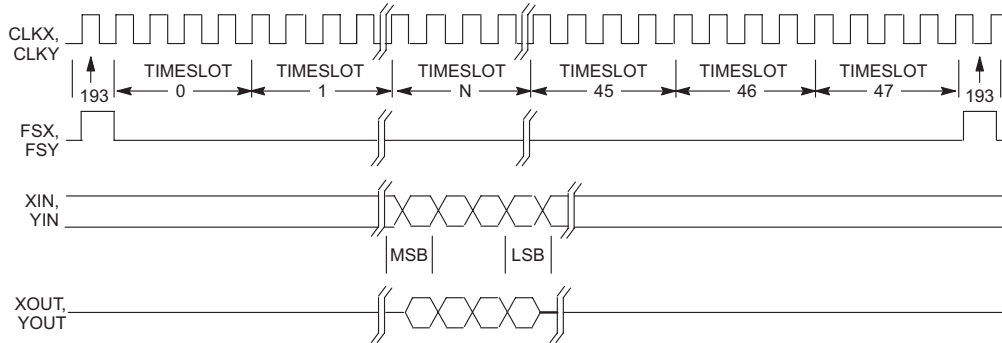 CLKX,
CLKY
TIMESLOT TIMESLOT TIMESLOT TIMESLOT TIMESLOT TIMESLOT
193 0 1 N 45 46 47 193
FSX,
FSY
XIN,
YIN
MSB LSB
XOUT,
YOUT